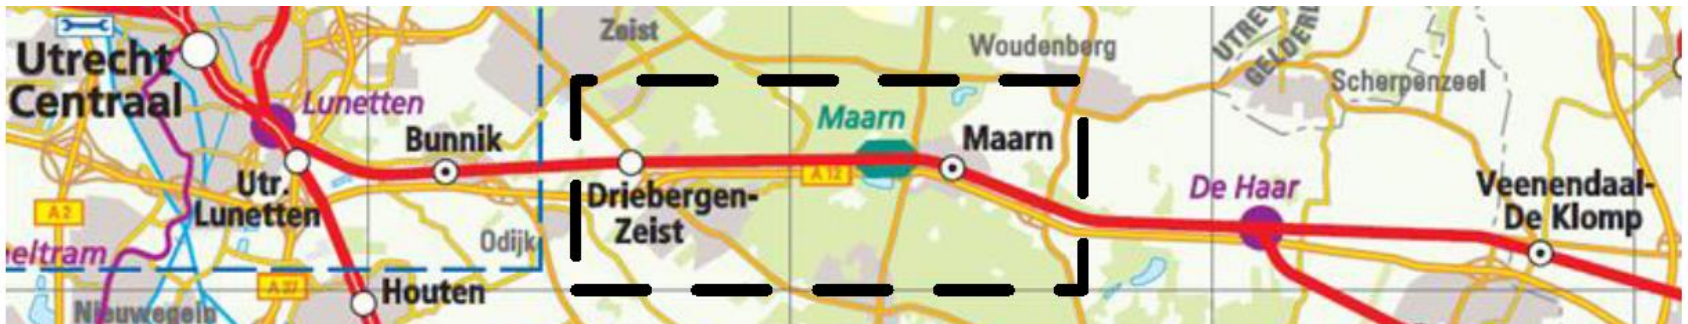 Zeist
Woudenberg
UTRECHT
GELDERL
Utrecht
Centraal
Lunetten
Scherpenzeel
Bunnik
Maarn
Maarn
A 12
Utr.
Lunetten
Driebergen-
Zeist
De Haar
Veenendaal-
De Klomp
A 2
Odijk
eltram
A 27
Houten
Nieuwegein